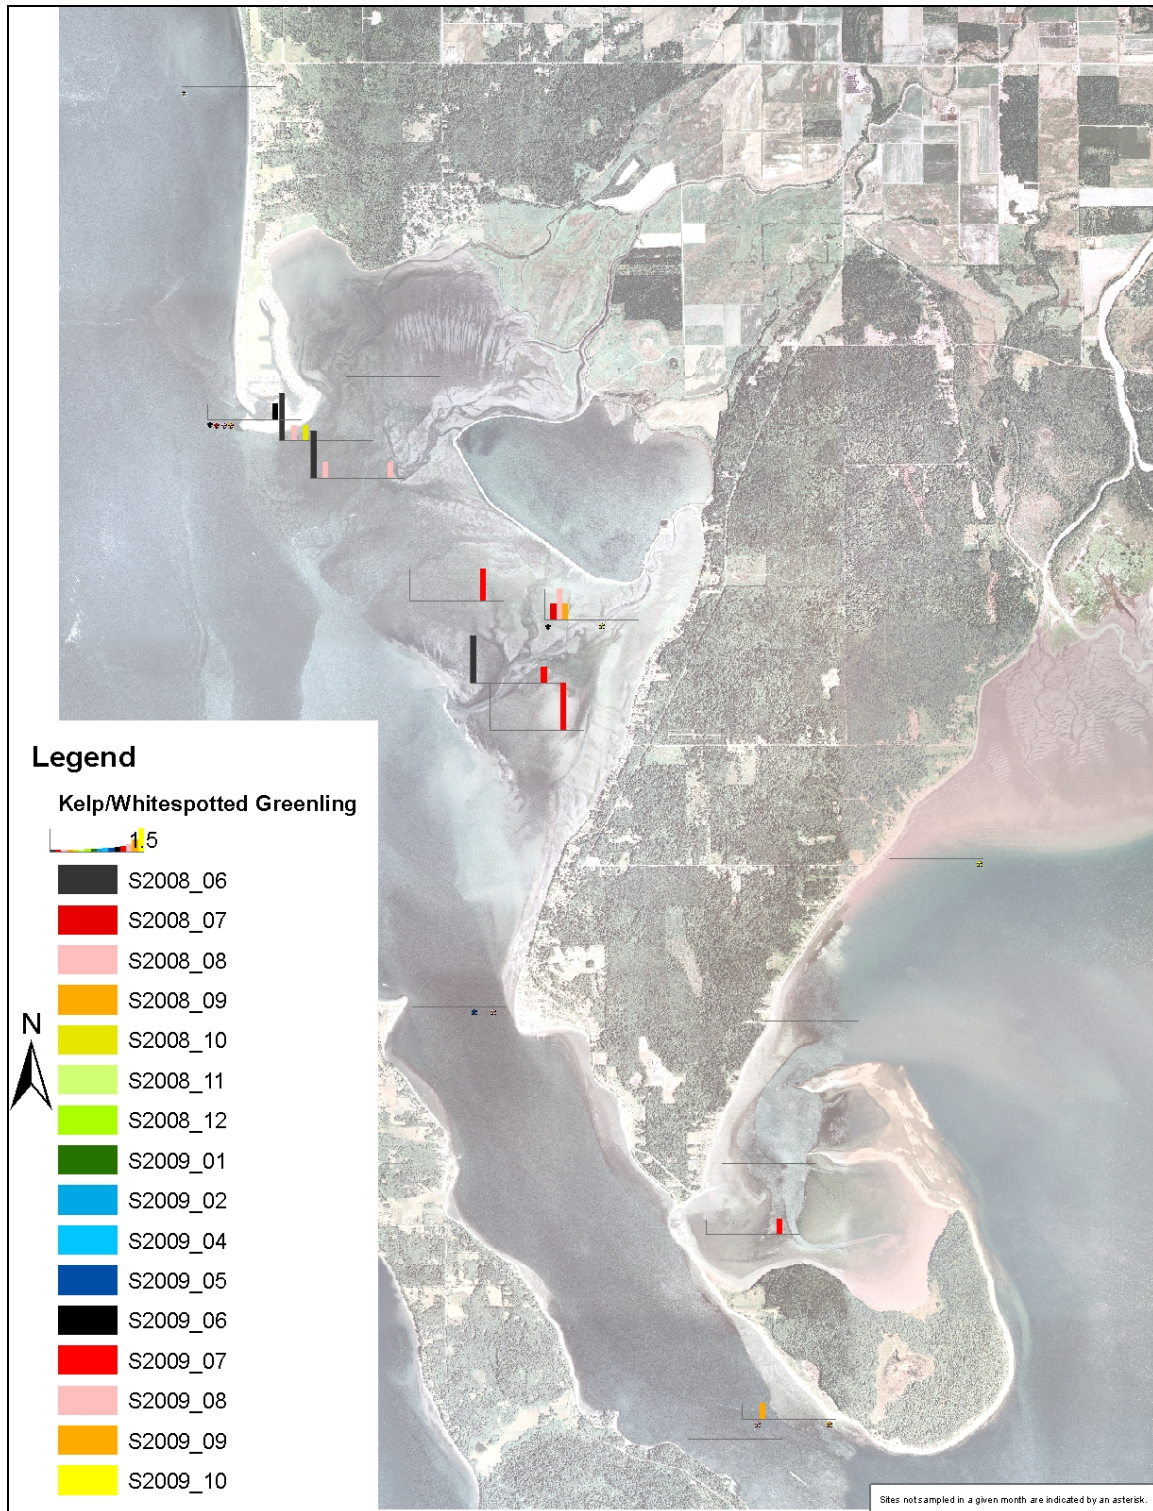 Legend
Kelp/Whitespotted Greenling
1.5
S2008_06
S2008_07
S2008_08
S2008_09
S2008_10
S2008_11
S2008_12
S2009_01
S2009_02
S2009_04
S2009_05
S2009_06
S2009_07
S2009_08
S2009_09
S2009_10
N
Sites not sampled in a given month are indicated by an asterisk.